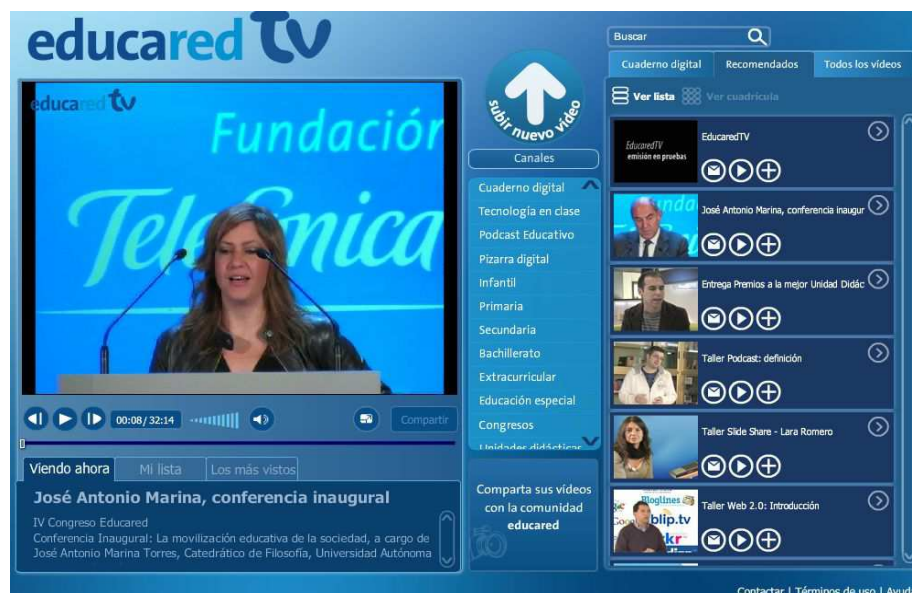 educared tv
educared tv
Fundación
Telefónica
00:08 / 32:14
Compartir
Viendo ahora
Mi lista
Los más vistos
José Antonio Marina, conferencia inaugural
IV Congreso Educared
Conferencia Inaugural: La movilización educativa de la sociedad, a cargo de
José Antonio Marina Torres, Catedrático de Filosofía, Universidad Autónoma
subir nuevo vídeo
Canales
Cuaderno digital
Tecnología en clase
Podcast Educativo
Pizarra digital
Infantil
Primaria
Secundaria
Bachillerato
Extracurricular
Educación especial
Congresos
Unidades didácticas
Comparta sus vídeos
con la comunidad
educared
Buscar
Cuaderno digital
Recomendados
Todos los vídeos
Ver lista
Ver cuadrícula
EducaredTV
emisión en pruebas
EducaredTV
José Antonio Marina, conferencia inaugur
Entrega Premios a la mejor Unidad Didác
Taller Podcast: definición
Taller Slide Share - Lara Romero
Bloglines
blip.tv
Taller Web 2.0: Introducción
Contactar | Términos de uso | Ayud